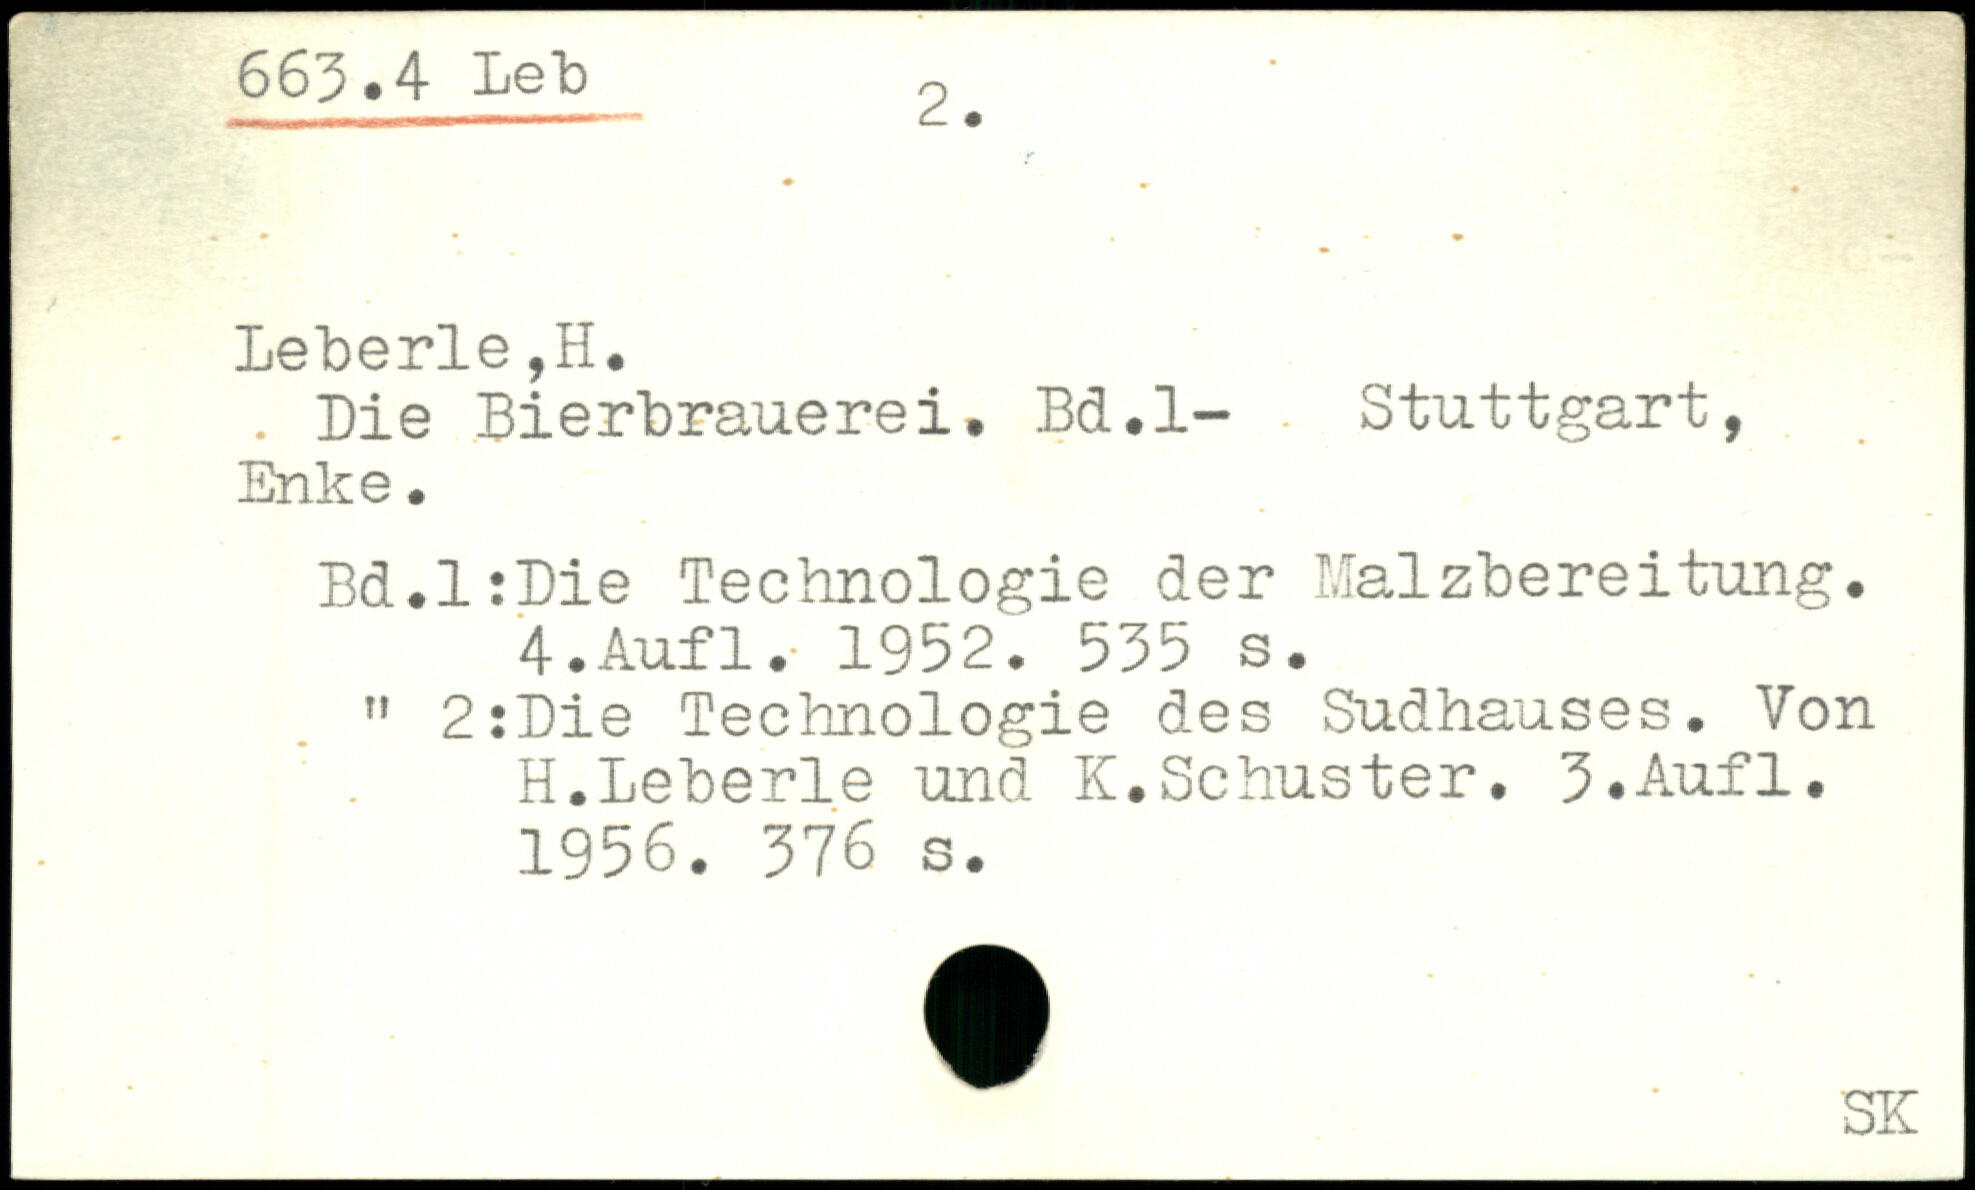 663.4 Leb
2.
Leberle,H.
Die Bierbrauerei. Bd.1- Stuttgart,
Enke.
Bd.1:Die Technologie der Malzbereitung.
4.Aufl. 1952. 535 s.
" 2:Die Technologie des Sudhauses. Von
H.Leberle und K.Schuster. 3.Aufl.
1956. 376 s.
SK